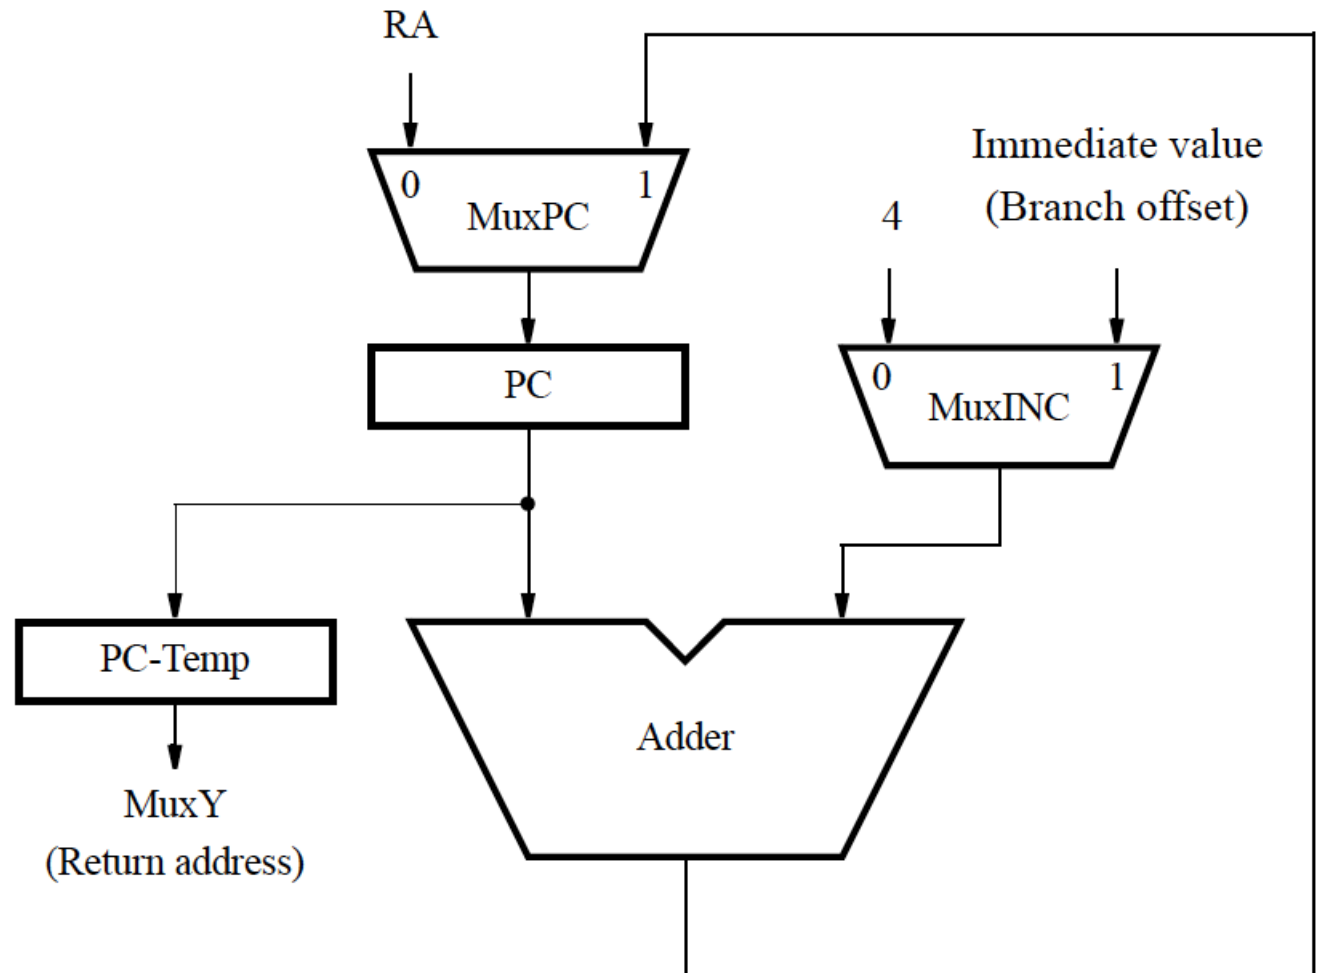 RA
0
1
MuxPC
Immediate value
(Branch offset)
4
PC
0
1
MuxINC
PC-Temp
Adder
MuxY
(Return address)